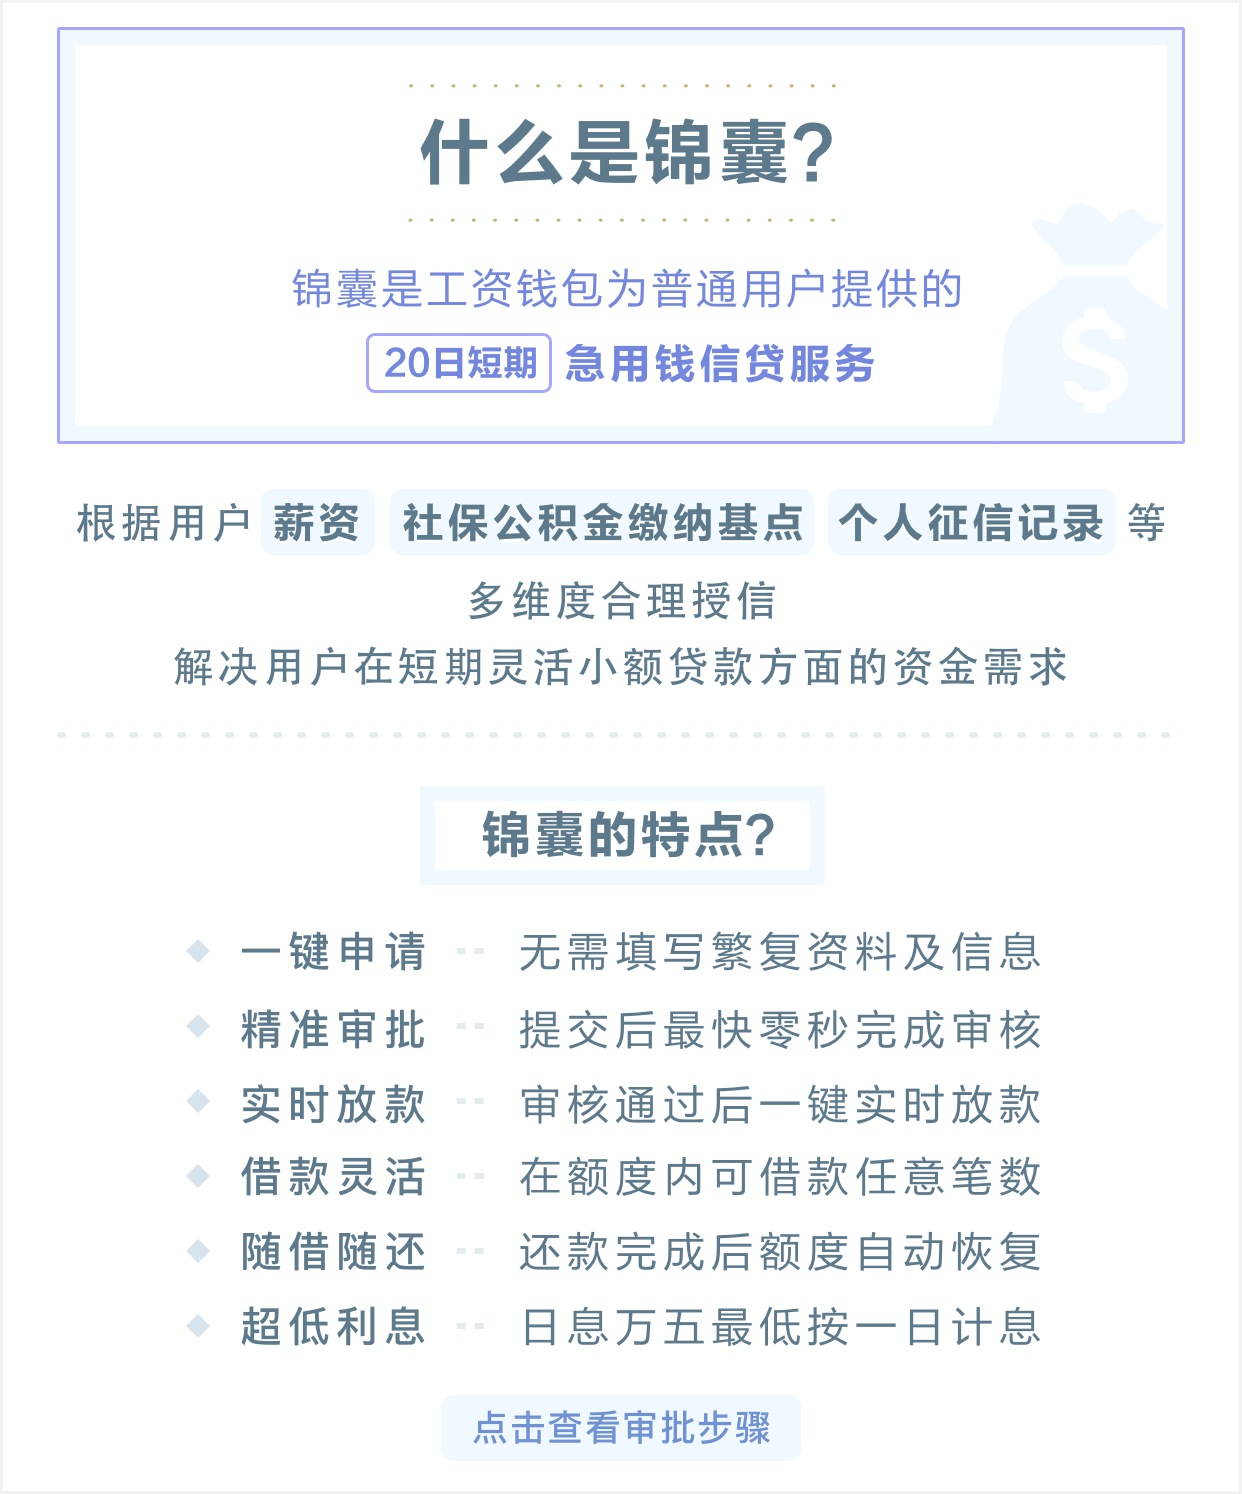 什么是锦囊?
锦囊是工资钱包为普通用户提供的
20日短期 急用钱信贷服务
根据用户 薪资 社保公积金缴纳基点 个人征信记录 等
多维度合理授信
解决用户在短期灵活小额贷款方面的资金需求
锦囊的特点?
一键申请 -- 无需填写繁复资料及信息
精准审批 -- 提交后最快零秒完成审核
实时放款 -- 审核通过后一键实时放款
借款灵活 -- 在额度内可借款任意笔数
随借随还 -- 还款完成后额度自动恢复
超低利息 -- 日息万五最低按一日计息
点击查看审批步骤